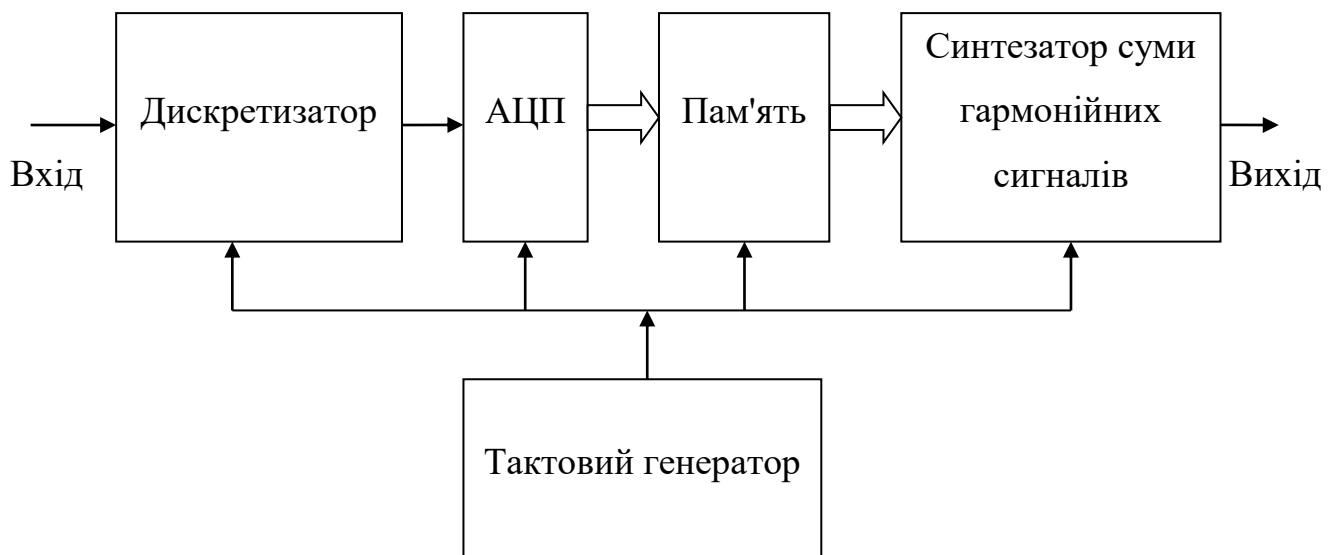 Вхід
Дискретизатор
АЦП
Пам'ять
Синтезатор суми
гармонійних
сигналів
Вихід
Тактовий генератор